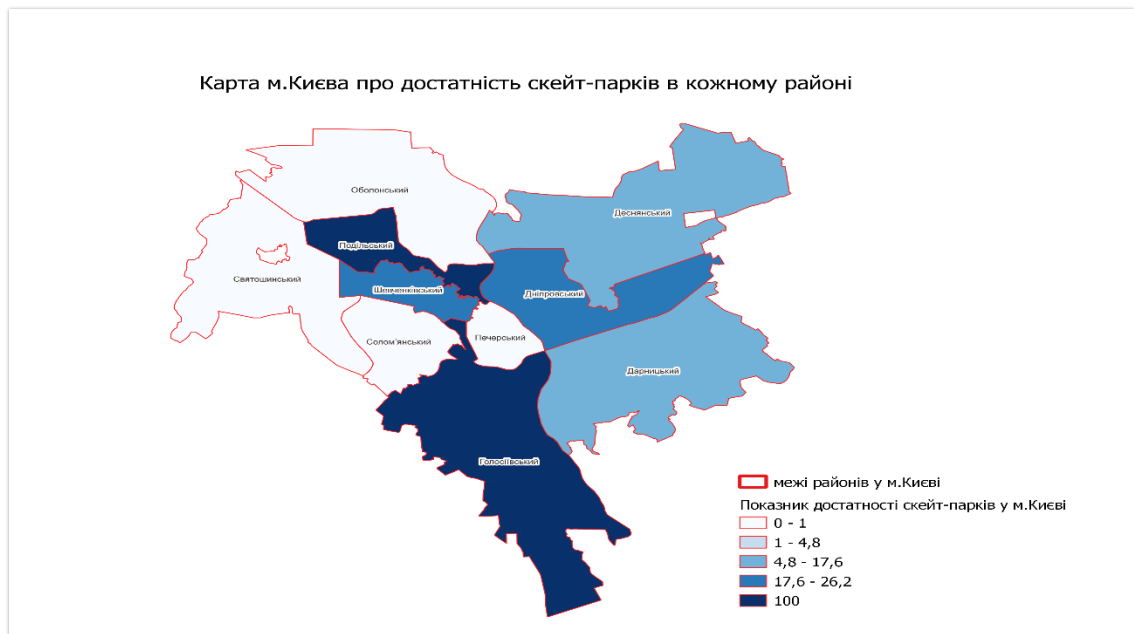 Карта м.Києва про достатність скейт-парків в кожному районі
Оболонський
Деснянський
Подільський
Святошинський
Шевченківський
Дніпровський
Солом'янський
Печерський
Дарницький
Голосіївський
межі районів у м.Києві
Показник достатності скейт-парків у м.Києві
0 - 1
1 - 4,8
4,8 - 17,6
17,6 - 26,2
100